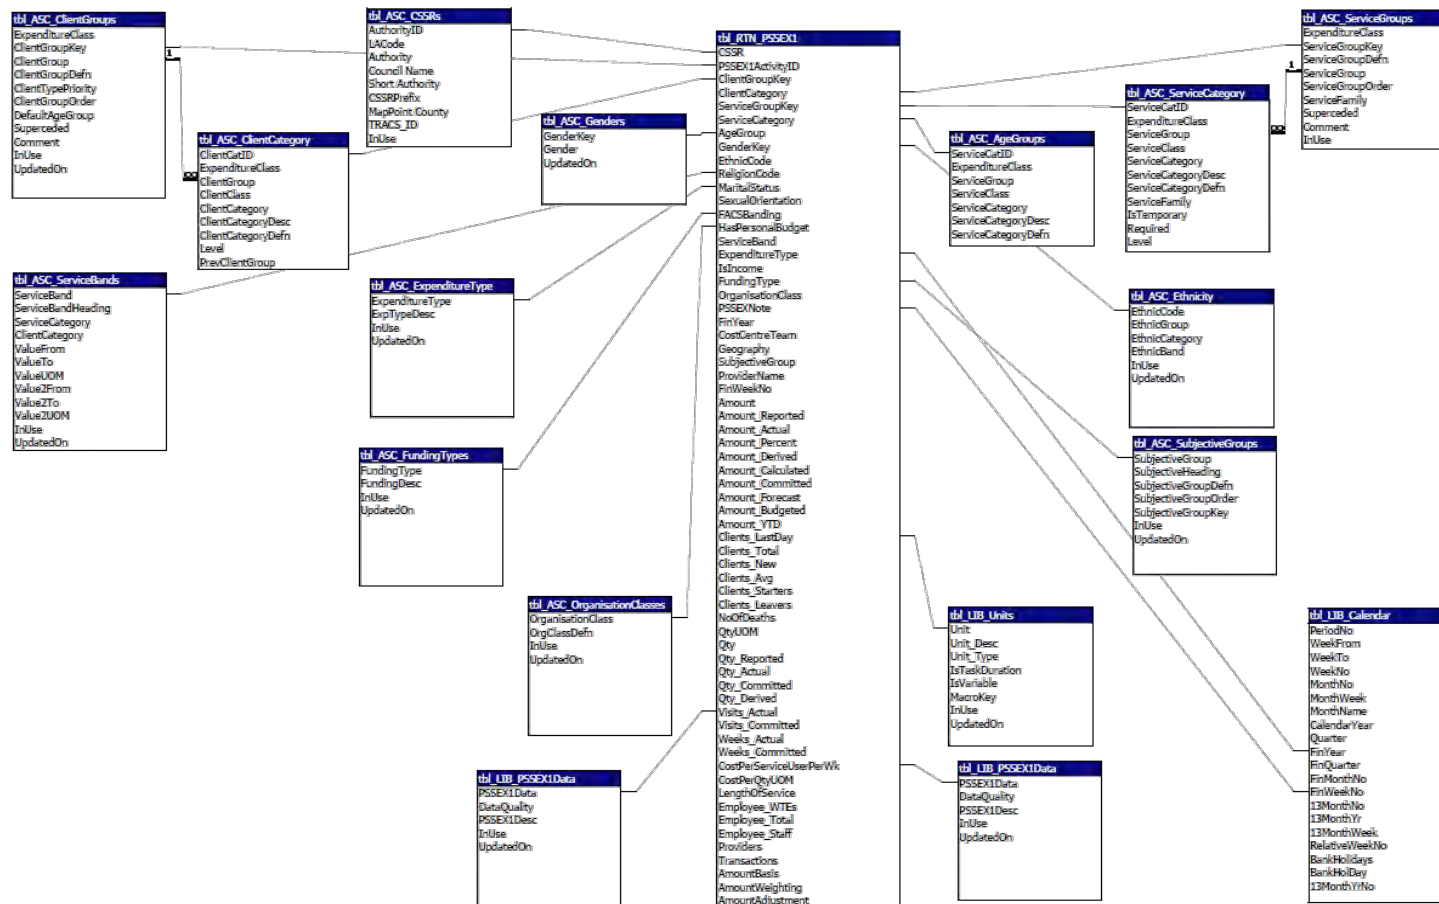 tbl_ASC_ClientGroups
ExpenditureClass
ClientGroupKey
ClientGroup
ClientGroupDefn
ClientTypePriority
ClientGroupOrder
DefaultAgeGroup
Superceded
Comment
InUse
UpdatedOn
1
∞
tbl_ASC_CSSRs
AuthorityID
LACode
Authority
Council Name
Short Authority
CSSRPrefix
MapPoint County
TRACS_ID
InUse
tbl_ASC_ClientCategory
ClientCatID
ExpenditureClass
ClientGroup
ClientClass
ClientCategory
ClientCategoryDesc
ClientCategoryDefn
Level
PrevClientGroup
tbl_ASC_Genders
GenderKey
Gender
UpdatedOn
tbl_ASC_ServiceBands
ServiceBand
ServiceBandHeading
ServiceCategory
ClientCategory
ValueFrom
ValueTo
ValueUOM
Value2From
Value2To
Value2UOM
InUse
UpdatedOn
tbl_ASC_ExpenditureType
ExpenditureType
ExpTypeDesc
InUse
UpdatedOn
tbl_ASC_FundingTypes
FundingType
FundingDesc
InUse
UpdatedOn
tbl_ASC_OrganisationClasses
OrganisationClass
OrgClassDefn
InUse
UpdatedOn
tbl_LIB_PSSEX1Data
PSSEX1Data
DataQuality
PSSEX1Desc
InUse
UpdatedOn
tbl_RTN_PSSEX1
CSSR
PSSEX1ActivityID
ClientGroupKey
ClientCategory
ServiceGroupKey
ServiceCategory
AgeGroup
GenderKey
EthnicCode
ReligionCode
MaritalStatus
SexualOrientation
FACSBanding
HasPersonalBudget
ServiceBand
ExpenditureType
IsIncome
FundingType
OrganisationClass
PSSEXNote
FinYear
CostCentreTeam
Geography
SubjectiveGroup
ProviderName
FinWeekNo
Amount
Amount_Reported
Amount_Actual
Amount_Percent
Amount_Derived
Amount_Calculated
Amount_Committed
Amount_Forecast
Amount_Budgeted
Amount_YTD
Clients_LastDay
Clients_Total
Clients_New
Clients_Avg
Clients_Starters
Clients_Leavers
NoOfDeaths
QtyUOM
Qty
Qty_Reported
Qty_Actual
Qty_Committed
Qty_Derived
Visits_Actual
Visits_Committed
Weeks_Actual
Weeks_Committed
CostPerServiceUserPerWk
CostPerQtyUOM
LengthOfService
Employee_WTEs
Employee_Total
Employee_Staff
Providers
Transactions
AmountBasis
AmountWeighting
AmountAdjustment
tbl_ASC_AgeGroups
ServiceCatID
ExpenditureClass
ServiceGroup
ServiceClass
ServiceCategory
ServiceCategoryDesc
ServiceCategoryDefn
tbl_ASC_ServiceCategory
ServiceCatID
ExpenditureClass
ServiceGroup
ServiceClass
ServiceCategory
ServiceCategoryDesc
ServiceCategoryDefn
ServiceFamily
IsTemporary
Required
Level
1
∞
tbl_ASC_ServiceGroups
ExpenditureClass
ServiceGroupKey
ServiceGroupDefn
ServiceGroup
ServiceGroupOrder
ServiceFamily
Superceded
Comment
InUse
tbl_ASC_Ethnicity
EthnicCode
EthnicGroup
EthnicCategory
EthnicBand
InUse
UpdatedOn
tbl_ASC_SubjectiveGroups
SubjectiveGroup
SubjectiveHeading
SubjectiveGroupDefn
SubjectiveGroupOrder
SubjectiveGroupKey
InUse
UpdatedOn
tbl_LIB_Units
Unit
Unit_Desc
Unit_Type
IsTaskDuration
IsVariable
MacroKey
InUse
UpdatedOn
tbl_LIB_PSSEX1Data
PSSEX1Data
DataQuality
PSSEX1Desc
InUse
UpdatedOn
tbl_LIB_Calendar
PeriodNo
WeekFrom
WeekTo
WeekNo
MonthNo
MonthWeek
MonthName
CalendarYear
Quarter
FinYear
FinQuarter
FinMonthNo
FinWeekNo
13MonthNo
13MonthYr
13MonthWeek
RelativeWeekNo
BankHolidays
BankHolDay
13MonthYrNo